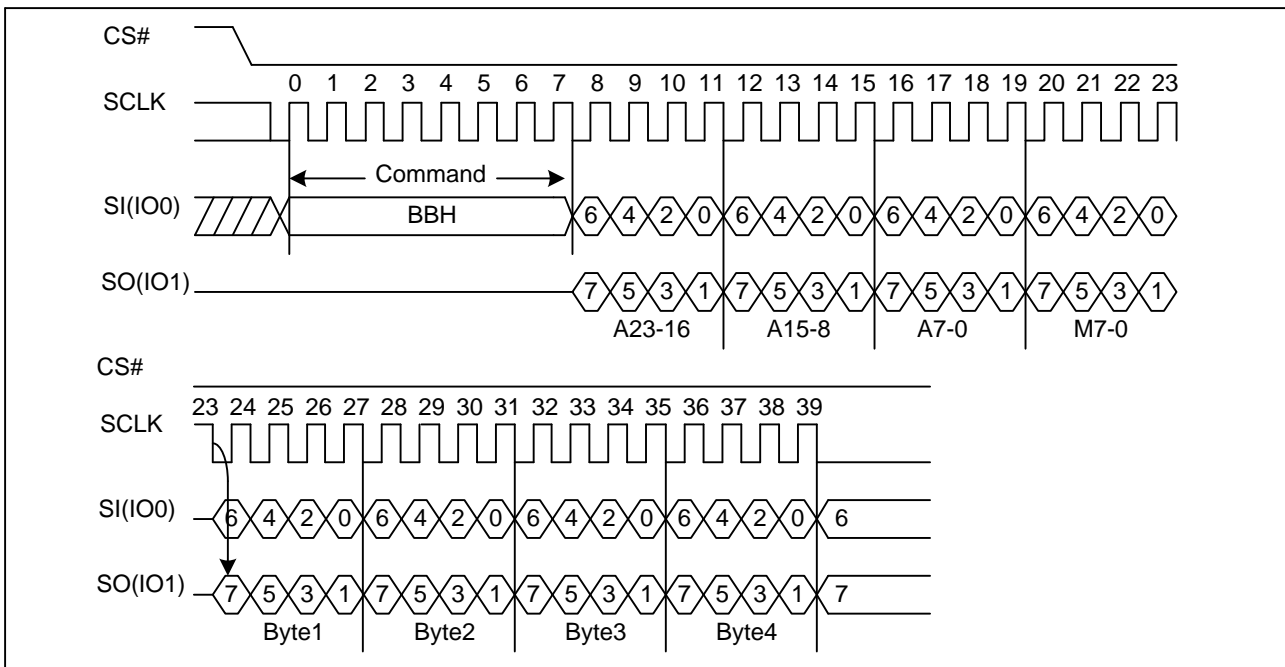 CS#
0 1 2 3 4 5 6 7 8 9 10 11 12 13 14 15 16 17 18 19 20 21 22 23
SCLK
Command
SI(IO0) BBH 6 4 2 0 6 4 2 0 6 4 2 0 6 4 2 0
SO(IO1) 7 5 3 1 7 5 3 1 7 5 3 1 7 5 3 1
A23-16 A15-8 A7-0 M7-0
CS#
23 24 25 26 27 28 29 30 31 32 33 34 35 36 37 38 39
SCLK
SI(IO0) 6 4 2 0 6 4 2 0 6 4 2 0 6 4 2 0 6
SO(IO1) 7 5 3 1 7 5 3 1 7 5 3 1 7 5 3 1 7
Byte1 Byte2 Byte3 Byte4